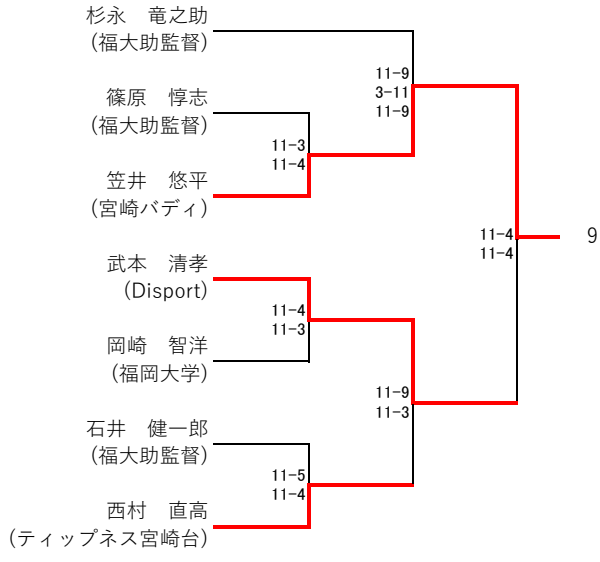 杉永　竜之助
(福大助監督)
11-9
3-11
11-9
篠原　惇志
(福大助監督)
11-3
11-4
笠井　悠平
(宮崎バディ)
11-4
11-4
9
武本　清孝
(Disport)
11-4
11-3
岡崎　智洋
(福岡大学)
11-9
11-3
石井　健一郎
(福大助監督)
11-5
11-4
西村　直高
(ティップネス宮崎台)